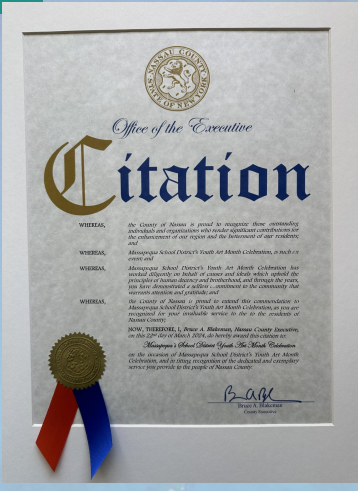 NASSAU COUNTY
STATE OF NEW YORK
Office of the Executive
Citation
WHEREAS, the County of Nassau is proud to recognize those outstanding
individuals and organizations who render significant contributions for
the enhancement of our region and the betterment of our residents;
and
WHEREAS, Massapequa School District's Youth Art Month Celebration, is such
event; and
WHEREAS, Massapequa School District's Youth Art Month Celebration has
worked diligently on behalf of causes and ideals which uphold the
principles of human decency and brotherhood, and through the years,
you have demonstrated a selfless commitment to the community that
warrants attention and gratitude; and
WHEREAS, the County of Nassau is proud to extend this commendation to
Massapequa School District's Youth Art Month Celebration, as you are
recognized for your invaluable service to the to the residents of
Nassau County;
NOW, THEREFORE, I, Bruce A. Blakeman, Nassau County Executive,
on this 22nd day of March 2024, do hereby award this citation to:
Massapequa's School District Youth Art Month Celebration
on the occasion of Massapequa School District's Youth Art Month
Celebration, and in fitting recognition of the dedicated and exemplary
service you provide to the people of Nassau County.
Bruce A. Blakeman
County Executive